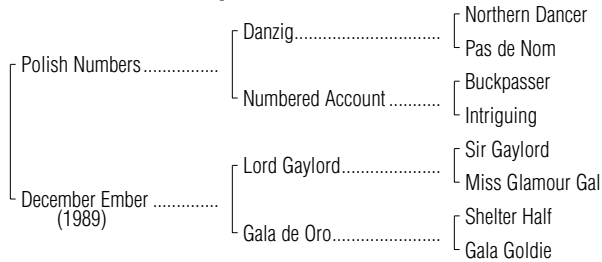 Northern Dancer
Danzig
Pas de Nom
Polish Numbers
Buckpasser
Numbered Account
Intriguing
Sir Gaylord
Lord Gaylord
Miss Glamour Gal
December Ember
(1989)
Shelter Half
Gala de Oro
Gala Goldie